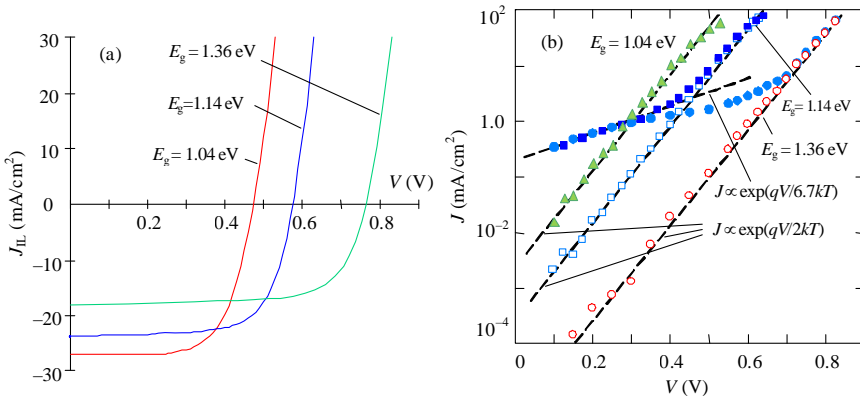 (a)
30
20
10
0
−10
−20
−30
J_IL (mA/cm²)
E_g = 1.36 eV
E_g=1.14 eV
E_g = 1.04 eV
V (V)
0.2
0.4
0.6
0.8
(b)
10²
1.0
10⁻²
10⁻⁴
J (mA/cm²)
E_g = 1.04 eV
E_g= 1.14 eV
E_g = 1.36 eV
J∝exp(qV/6.7kT)
J∝exp(qV/2kT)
0
0.2
0.4
0.6
0.8
V (V)